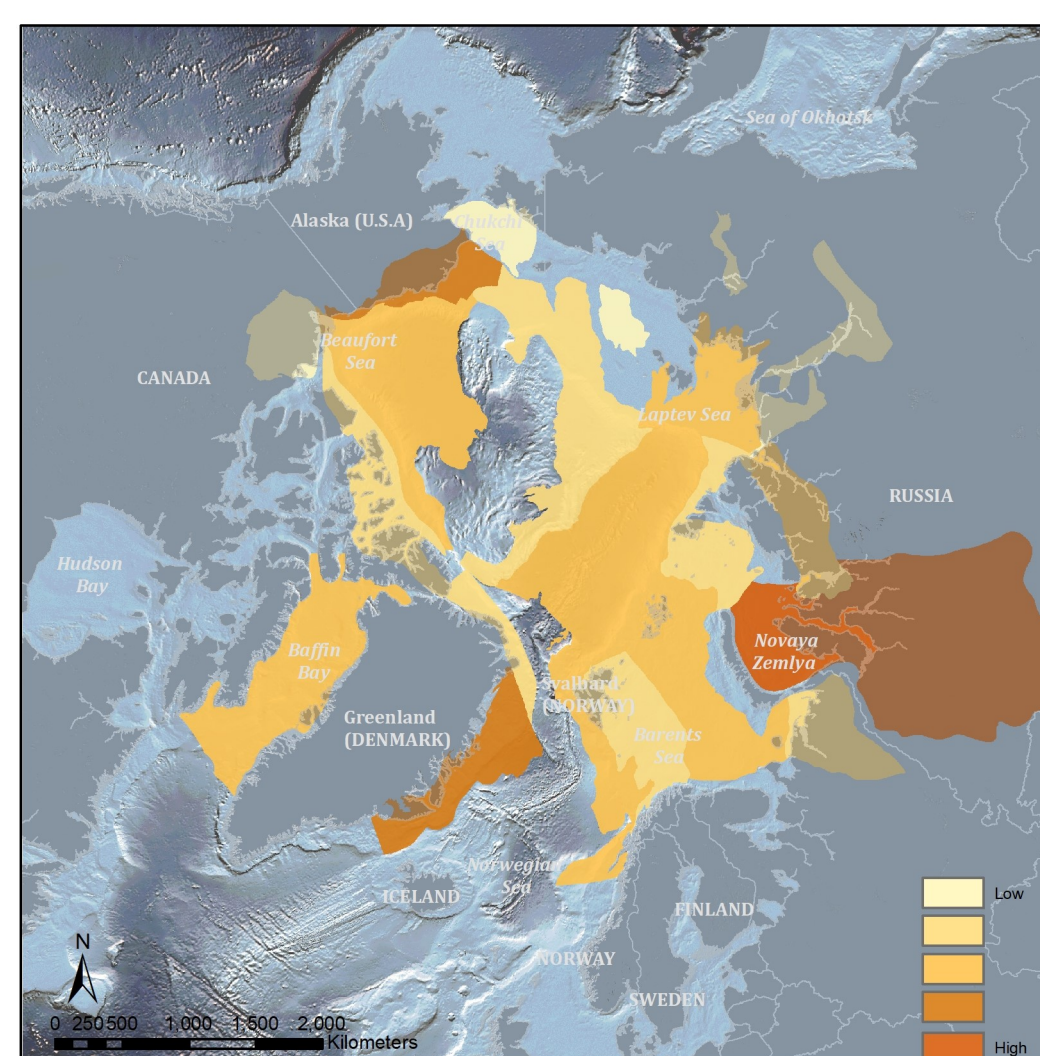 Sea of Okhotsk
Alaska (U.S.A)
Chukchi
Sea
Beaufort
Sea
CANADA
Laptev Sea
RUSSIA
Hudson
Bay
Novaya
Zemlya
Baffin
Bay
Svalbard
(NORWAY)
Greenland
(DENMARK)
Barents
Sea
Norwegian
Sea
ICELAND
FINLAND
NORWAY
SWEDEN
Low
High
N
0 250 500 1,000 1,500 2,000
Kilometers